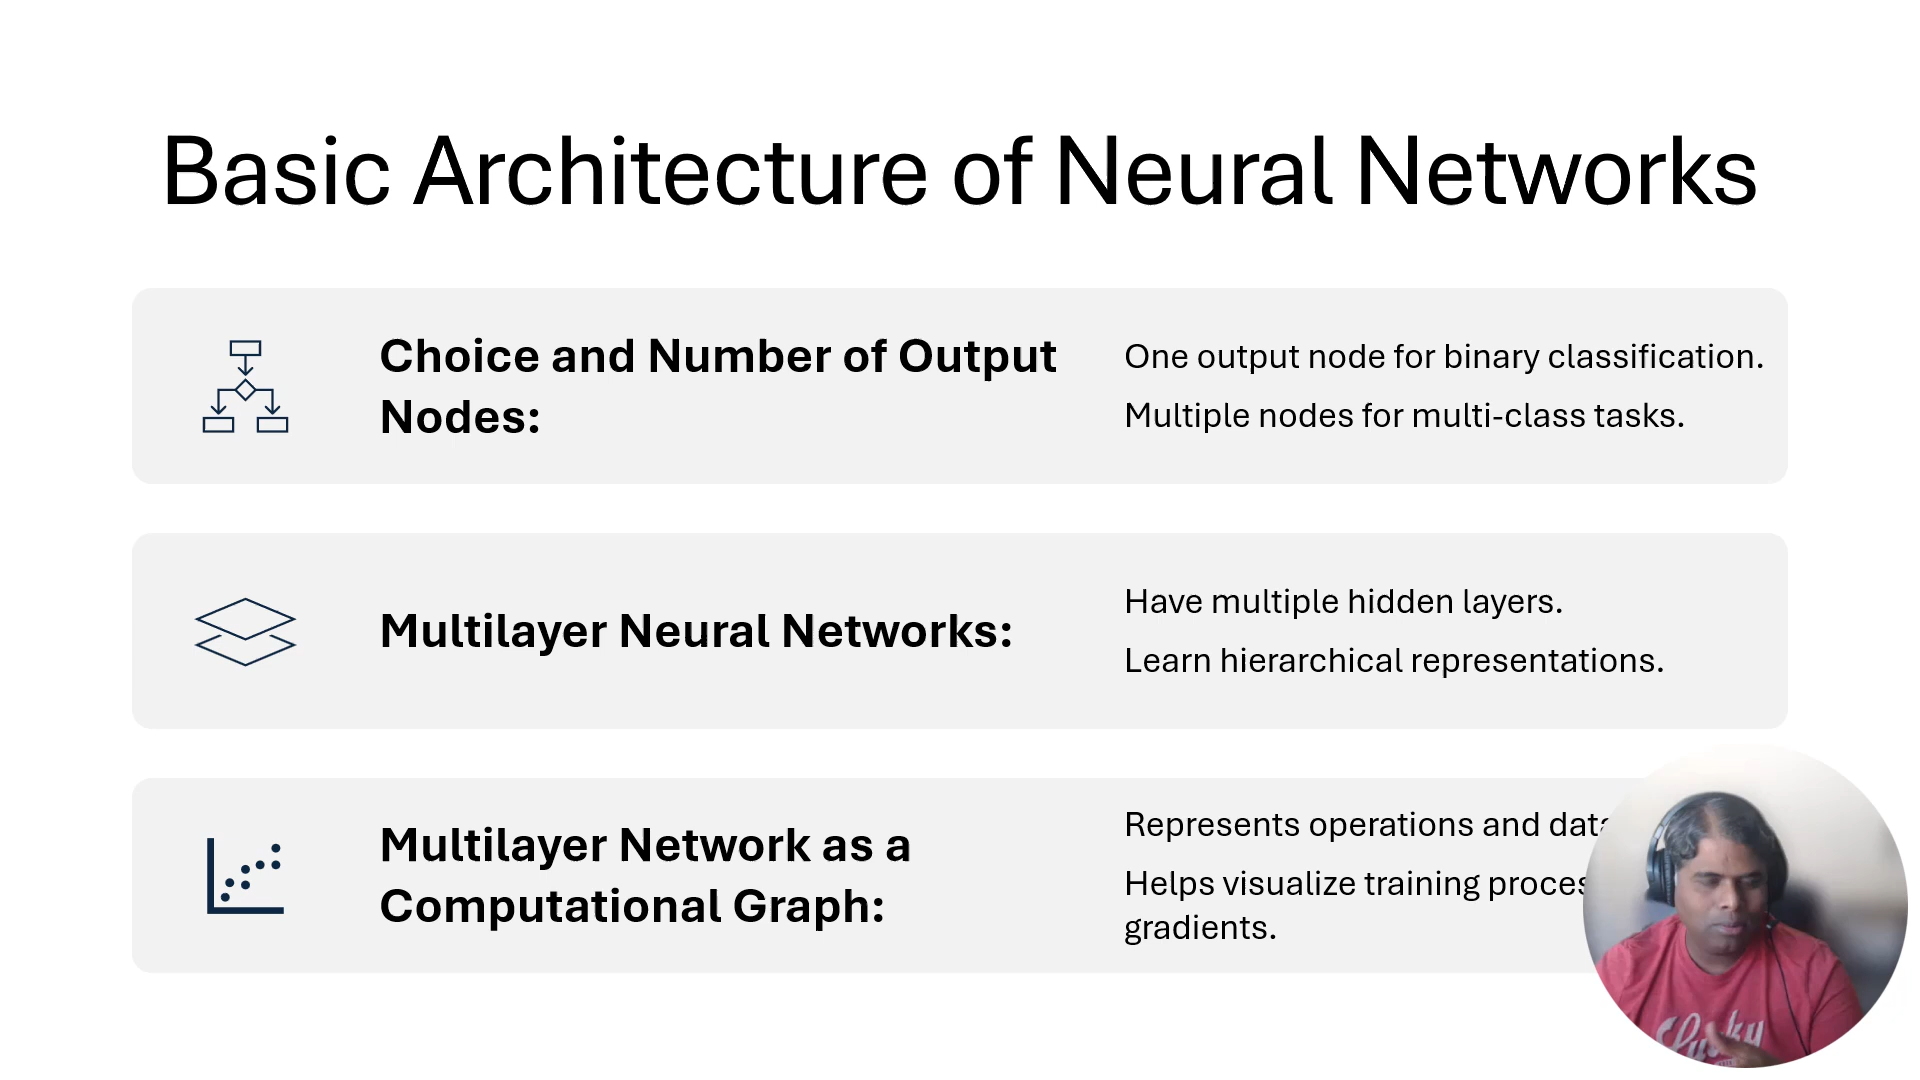 Basic Architecture of Neural Networks
Choice and Number of Output
Nodes:
One output node for binary classification.
Multiple nodes for multi-class tasks.
Multilayer Neural Networks:
Have multiple hidden layers.
Learn hierarchical representations.
Multilayer Network as a
Computational Graph:
Represents operations and data
Helps visualize training
gradients.